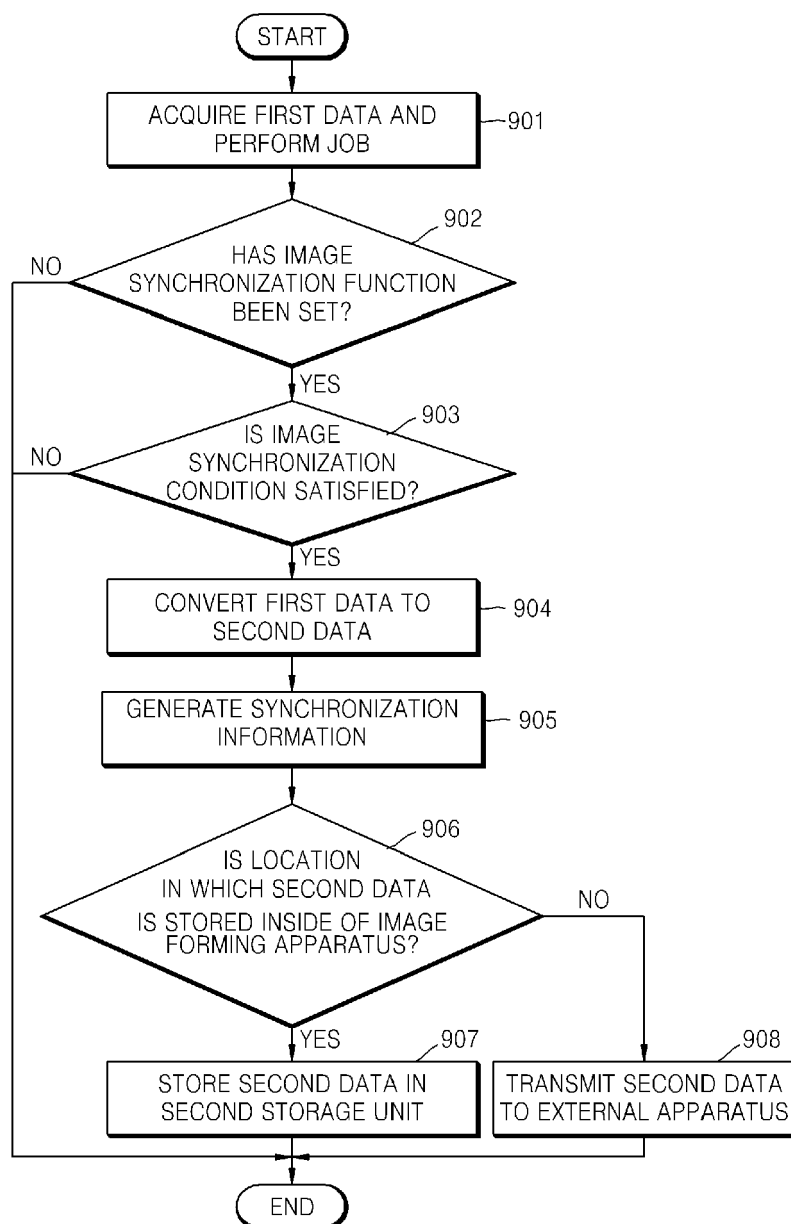 START
ACQUIRE FIRST DATA AND
PERFORM JOB
901
902
HAS IMAGE
SYNCHRONIZATION FUNCTION
BEEN SET?
NO
YES
903
IS IMAGE
SYNCHRONIZATION
CONDITION SATISFIED?
NO
YES
CONVERT FIRST DATA TO
SECOND DATA
904
GENERATE SYNCHRONIZATION
INFORMATION
905
906
IS LOCATION
IN WHICH SECOND DATA
IS STORED INSIDE OF IMAGE
FORMING APPARATUS?
NO
YES
907
STORE SECOND DATA IN
SECOND STORAGE UNIT
908
TRANSMIT SECOND DATA
TO EXTERNAL APPARATUS
END